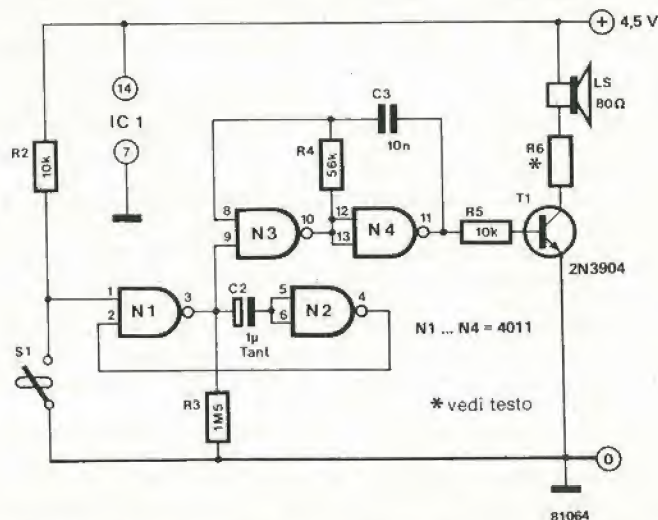 + 4,5 V
14
IC 1
7
R2
10k
C3
10n
R4
56k
LS
80Ω
R6
*
T1
2N3904
8
9
N3
10
12
13
N4
11
R5
10k
1
2
N1
3
C2
1µ
Tant
5
6
N2
4
N1 ... N4 = 4011
S1
R3
1M5
* vedi testo
0
81064